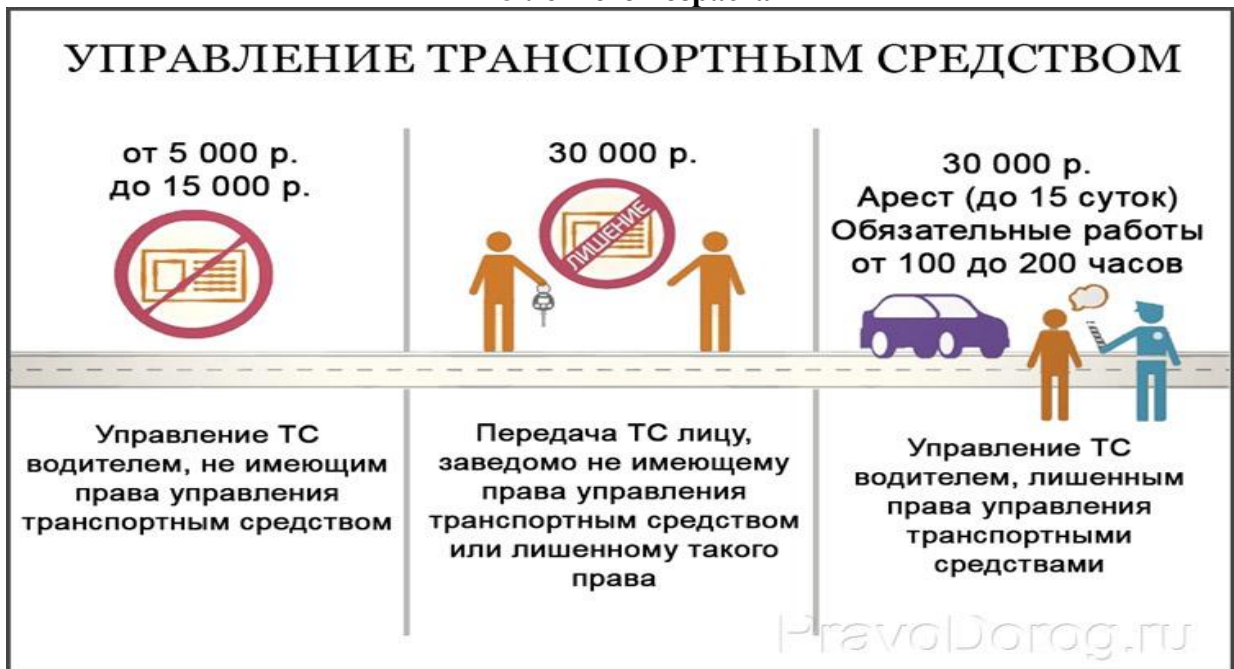 УПРАВЛЕНИЕ ТРАНСПОРТНЫМ СРЕДСТВОМ
от 5 000 р.
до 15 000 р.
Управление ТС
водителем, не имеющим
права управления
транспортным средством
30 000 р.
ЛИШЕНИЕ
Передача ТС лицу,
заведомо не имеющему
права управления
транспортным средством
или лишенному такого
права
30 000 р.
Арест (до 15 суток)
Обязательные работы
от 100 до 200 часов
Управление ТС
водителем, лишенным
права управления
транспортными
средствами
PravoDorog.ru